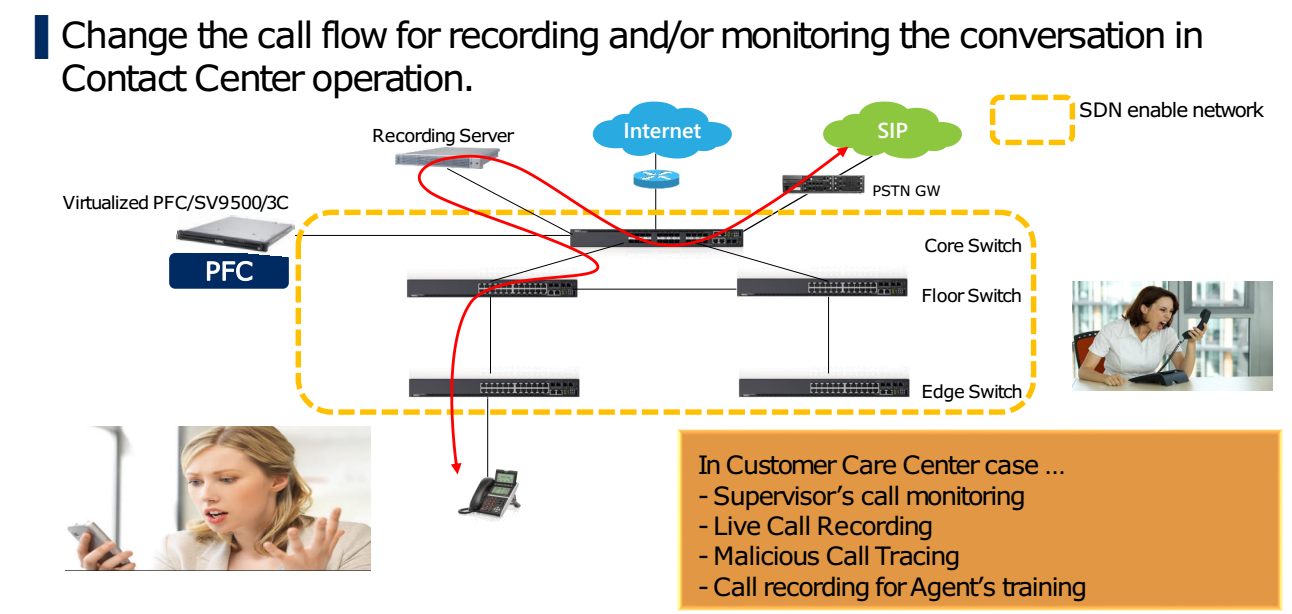 Change the call flow for recording and/or monitoring the conversation in
Contact Center operation.
SDN enable network
Recording Server
Internet
SIP
PSTN GW
Virtualized PFC/SV9500/3C
PFC
Core Switch
Floor Switch
Edge Switch
In Customer Care Center case …
- Supervisor’s call monitoring
- Live Call Recording
- Malicious Call Tracing
- Call recording for Agent’s training